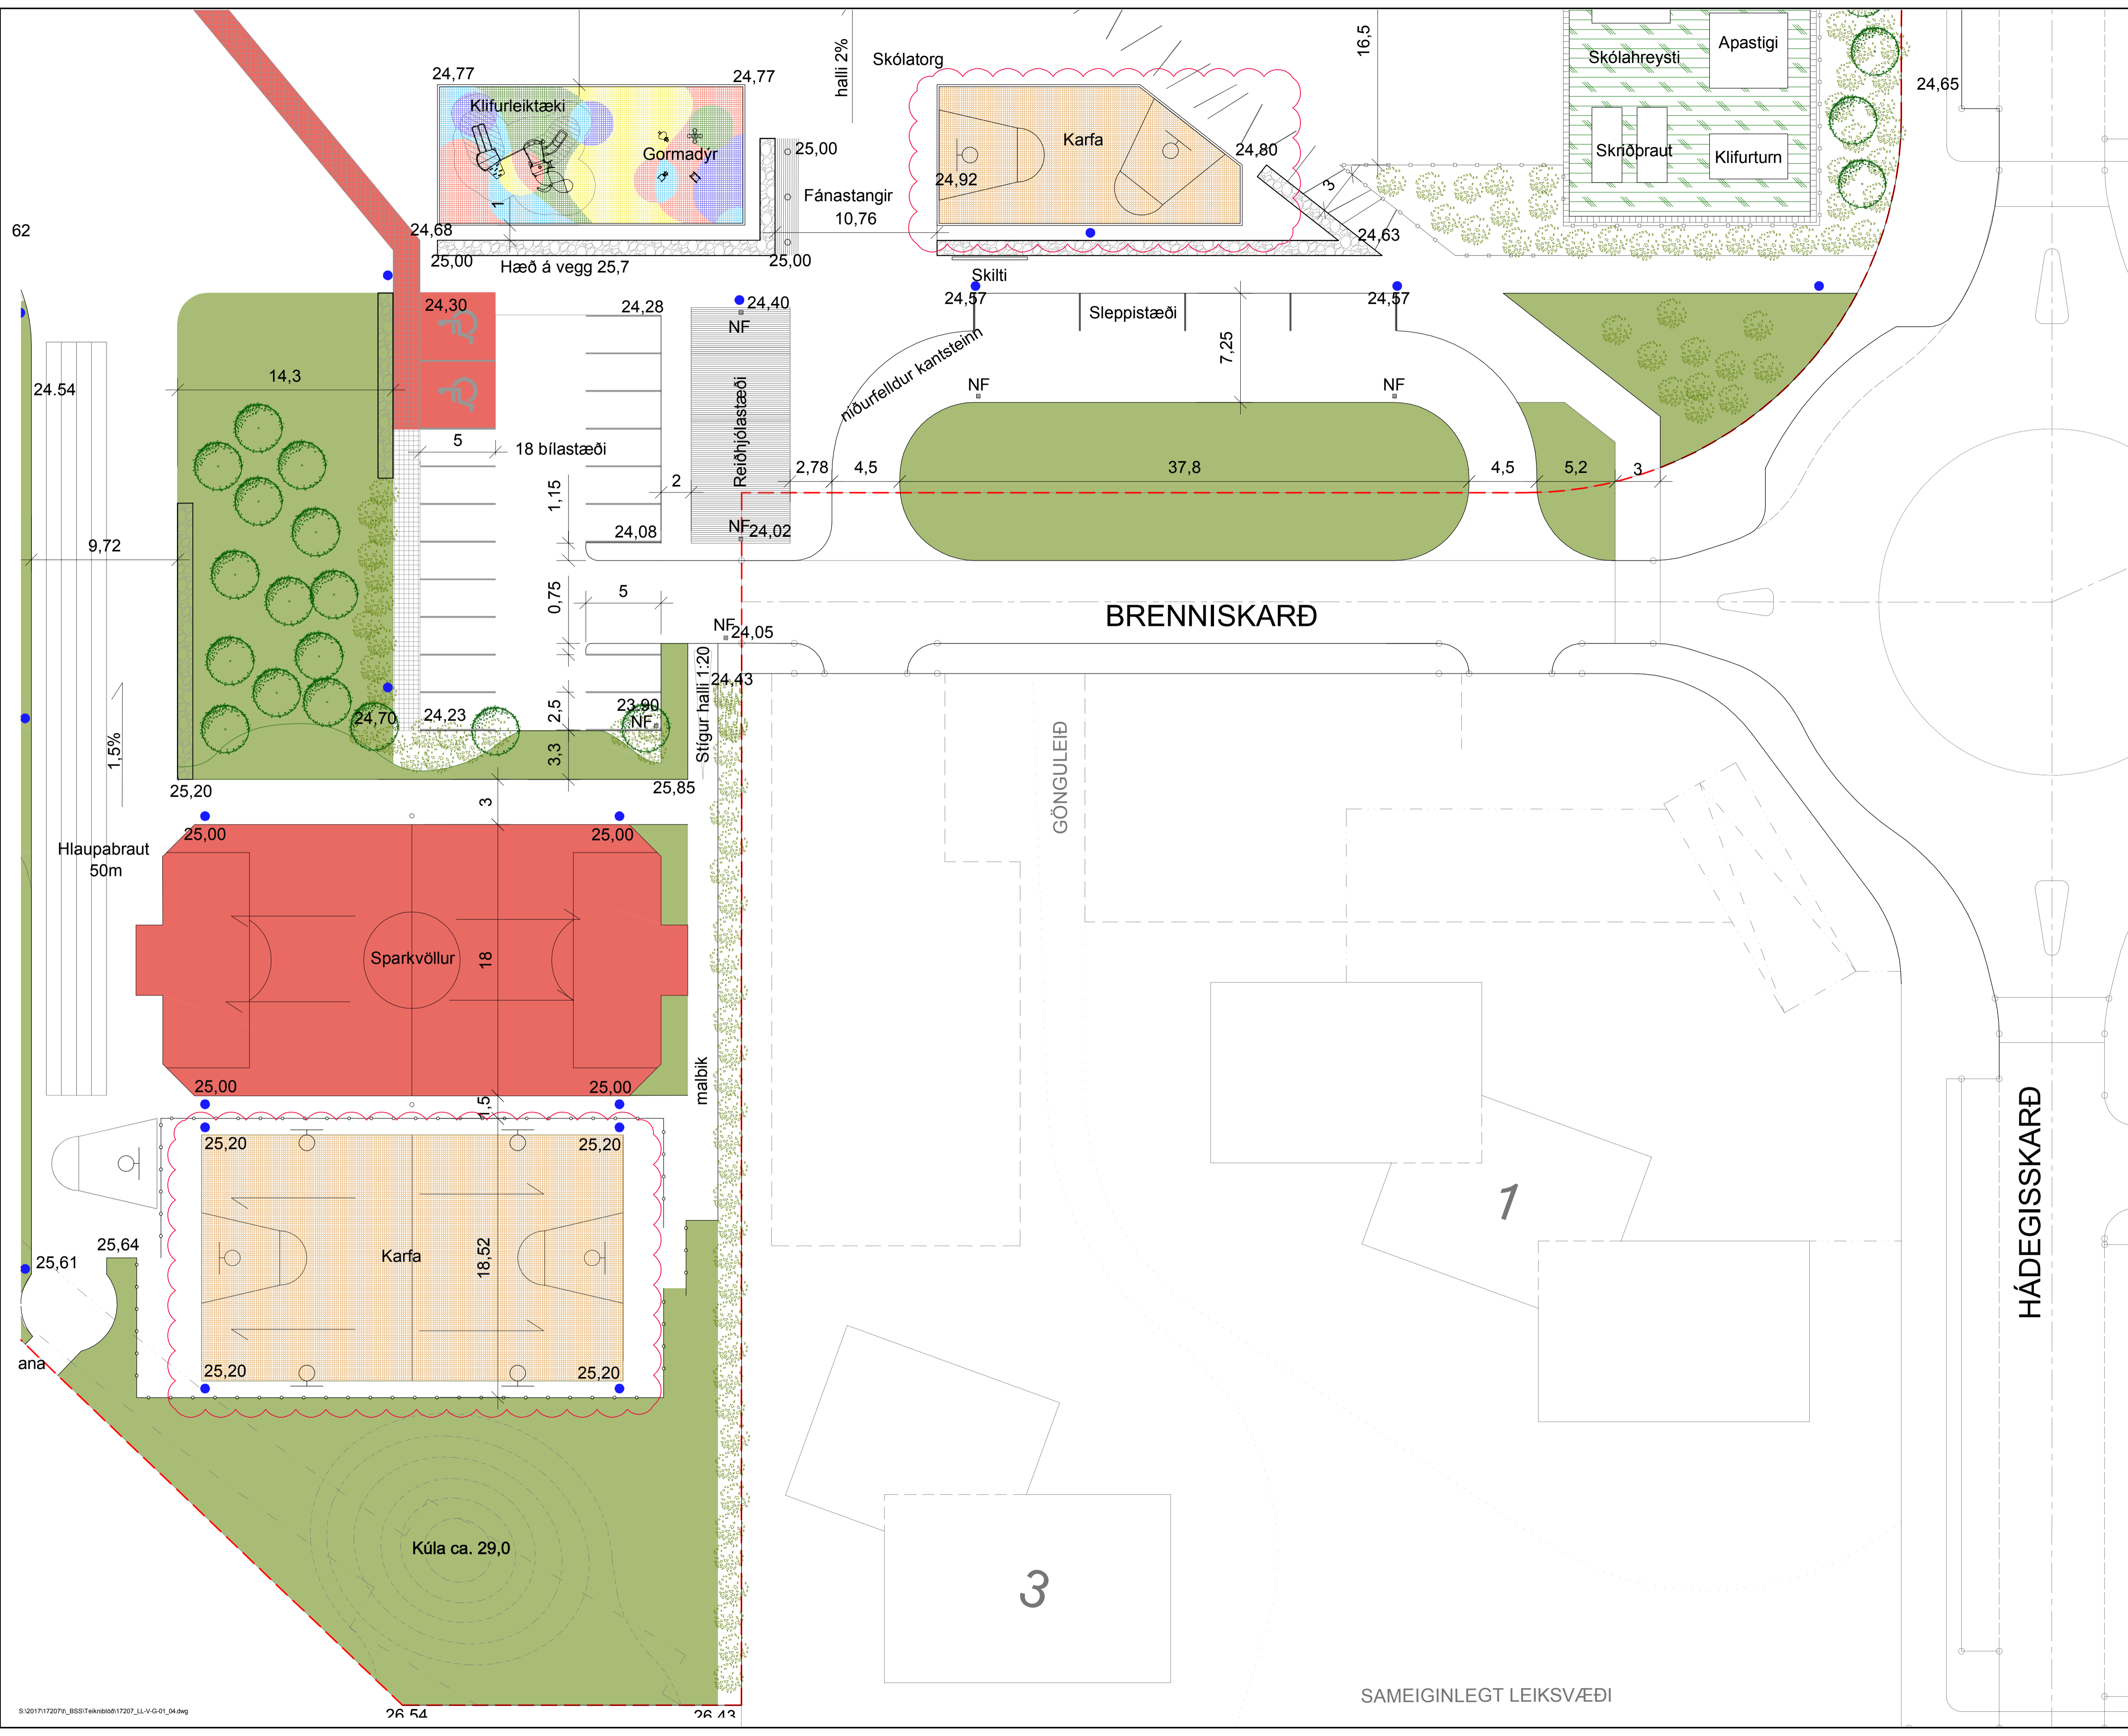 24,77
24,77
Klifurleiktæki
Gormadýr
1
halli 2%
Skólatorg
16,5
Karfa
24,92
24,80
Skólahreysti
Apastigi
Skriðþraut
Klifurturn
24,65
25,00
Fánastangir
10,76
3
24,63
62
24,68
25,00
Hæð á vegg 25,7
25,00
Skilti
24,57
Sleppistæði
24,57
24,30
24,28
24,40
NF
Reiðhjólastæði
niðurfelldur kantsteinn
7,25
NF
NF
24.54
14,3
5
18 bílastæði
2
2,78
4,5
37,8
4,5
5,2
3
1,15
24,08
NF
24,02
9,72
0,75
5
BRENNISKARÐ
NF
24,05
Stígur halli 1:20
24,43
24,70
24,23
2,5
23,90
NF
3,3
1,5%
25,20
25,85
3
GÖNGULEIÐ
25,00
25,00
Hlaupabraut
50m
Sparkvöllur
18
malbik
25,00
25,00
1,5
HÁDEGISSKARÐ
25,20
25,20
1
Karfa
18,52
25,64
25,61
25,20
25,20
ana
Kúla ca. 29,0
3
SAMEIGINLEGT LEIKSVÆÐI
S:\2017\17207\t\_BSS\Teikniblöð\17207_LL-V-G-01_04.dwg
26,54
26,43